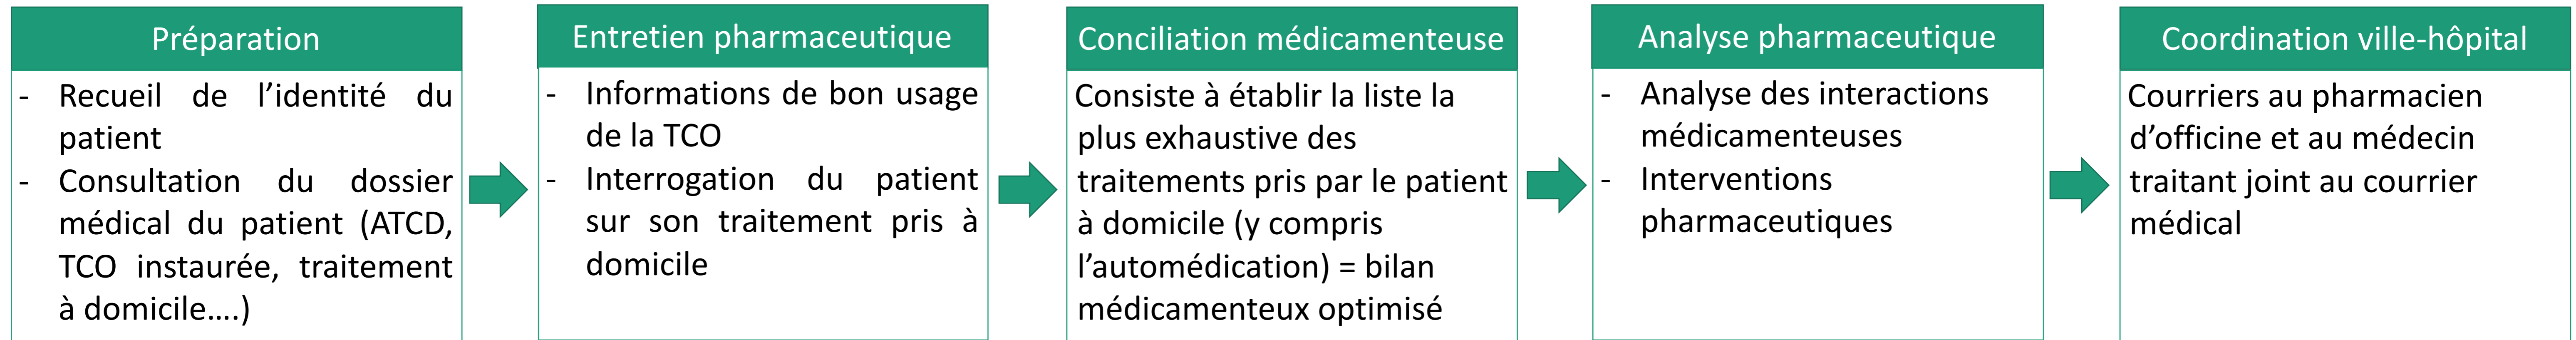 Préparation
- Recueil de l’identité du
patient
- Consultation du dossier
médical du patient (ATCD,
TCO instaurée, traitement
à domicile….)
Entretien pharmaceutique
- Informations de bon usage
de la TCO
- Interrogation du patient
sur son traitement pris à
domicile
Conciliation médicamenteuse
Consiste à établir la liste la
plus exhaustive des
traitements pris par le patient
à domicile (y compris
l’automédication) = bilan
médicamenteux optimisé
Analyse pharmaceutique
- Analyse des interactions
médicamenteuses
- Interventions
pharmaceutiques
Coordination ville-hôpital
Courriers au pharmacien
d’officine et au médecin
traitant joint au courrier
médical